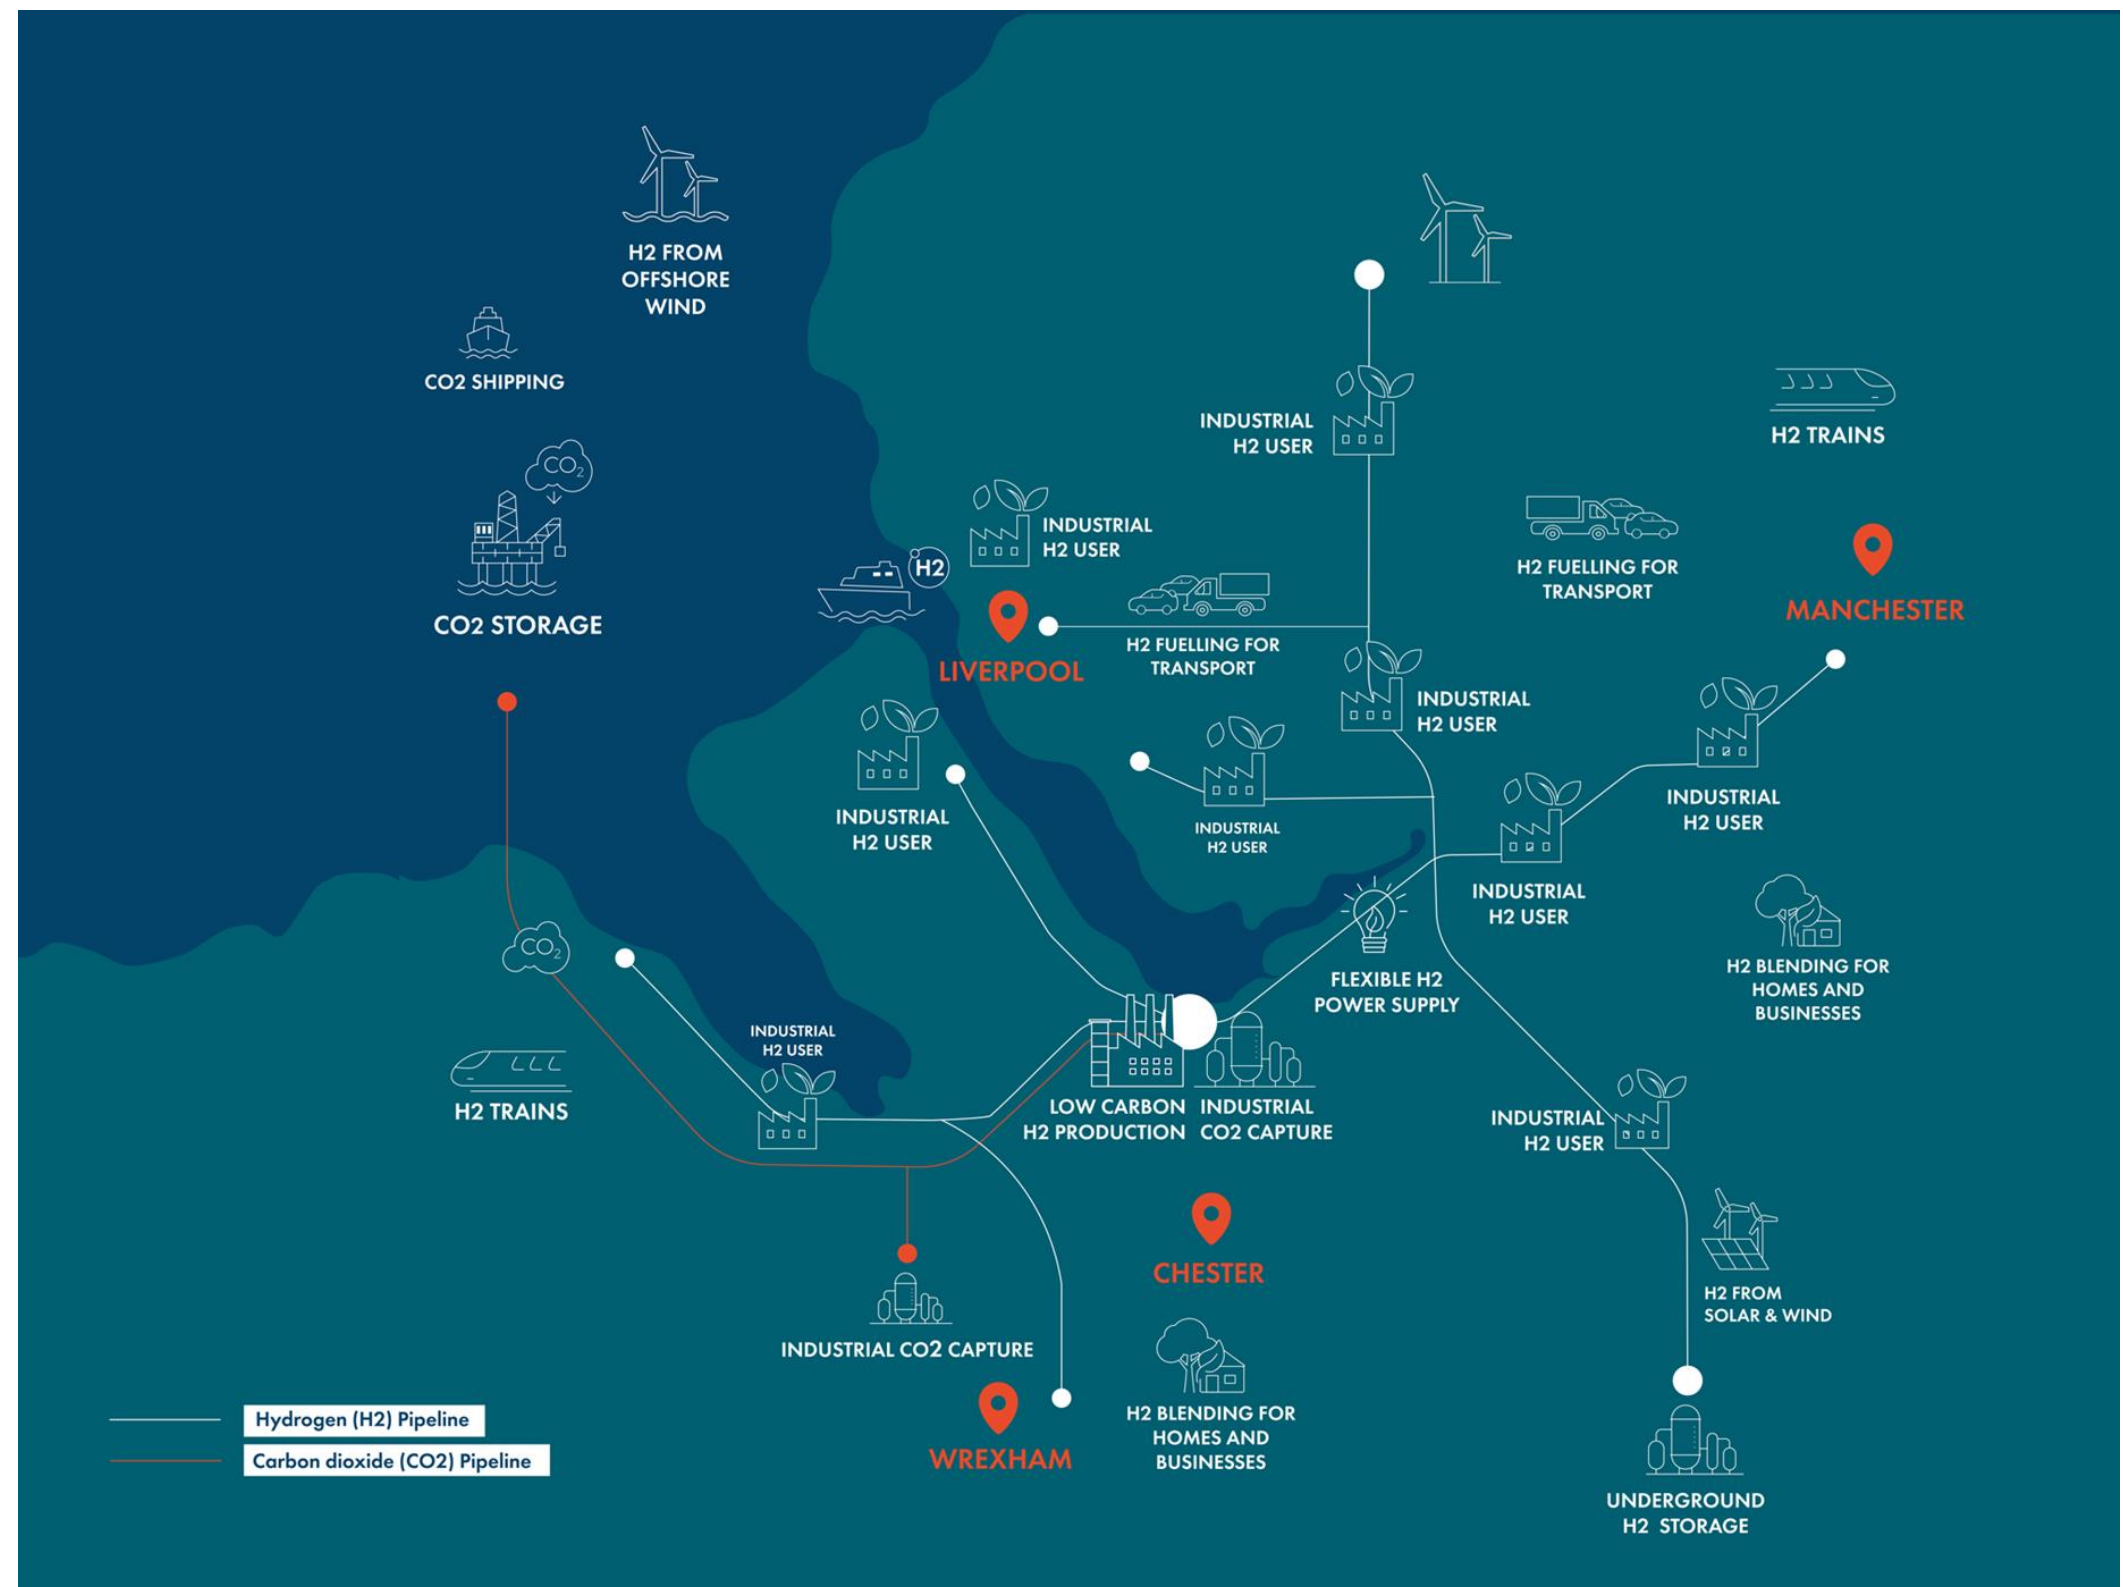 H2 FROM
OFFSHORE
WIND
CO2 SHIPPING
CO2
CO2 STORAGE
INDUSTRIAL
H2 USER
H2 TRAINS
INDUSTRIAL
H2 USER
H2 FUELLING FOR
TRANSPORT
MANCHESTER
H2
LIVERPOOL
H2 FUELLING FOR
TRANSPORT
INDUSTRIAL
H2 USER
INDUSTRIAL
H2 USER
INDUSTRIAL
H2 USER
INDUSTRIAL
H2 USER
INDUSTRIAL
H2 USER
FLEXIBLE H2
POWER SUPPLY
H2 BLENDING FOR
HOMES AND
BUSINESSES
CO2
INDUSTRIAL
H2 USER
H2 TRAINS
LOW CARBON
H2 PRODUCTION
INDUSTRIAL
CO2 CAPTURE
INDUSTRIAL
H2 USER
CHESTER
H2 FROM
SOLAR & WIND
INDUSTRIAL CO2 CAPTURE
WREXHAM
H2 BLENDING FOR
HOMES AND
BUSINESSES
Hydrogen (H2) Pipeline
Carbon dioxide (CO2) Pipeline
UNDERGROUND
H2 STORAGE